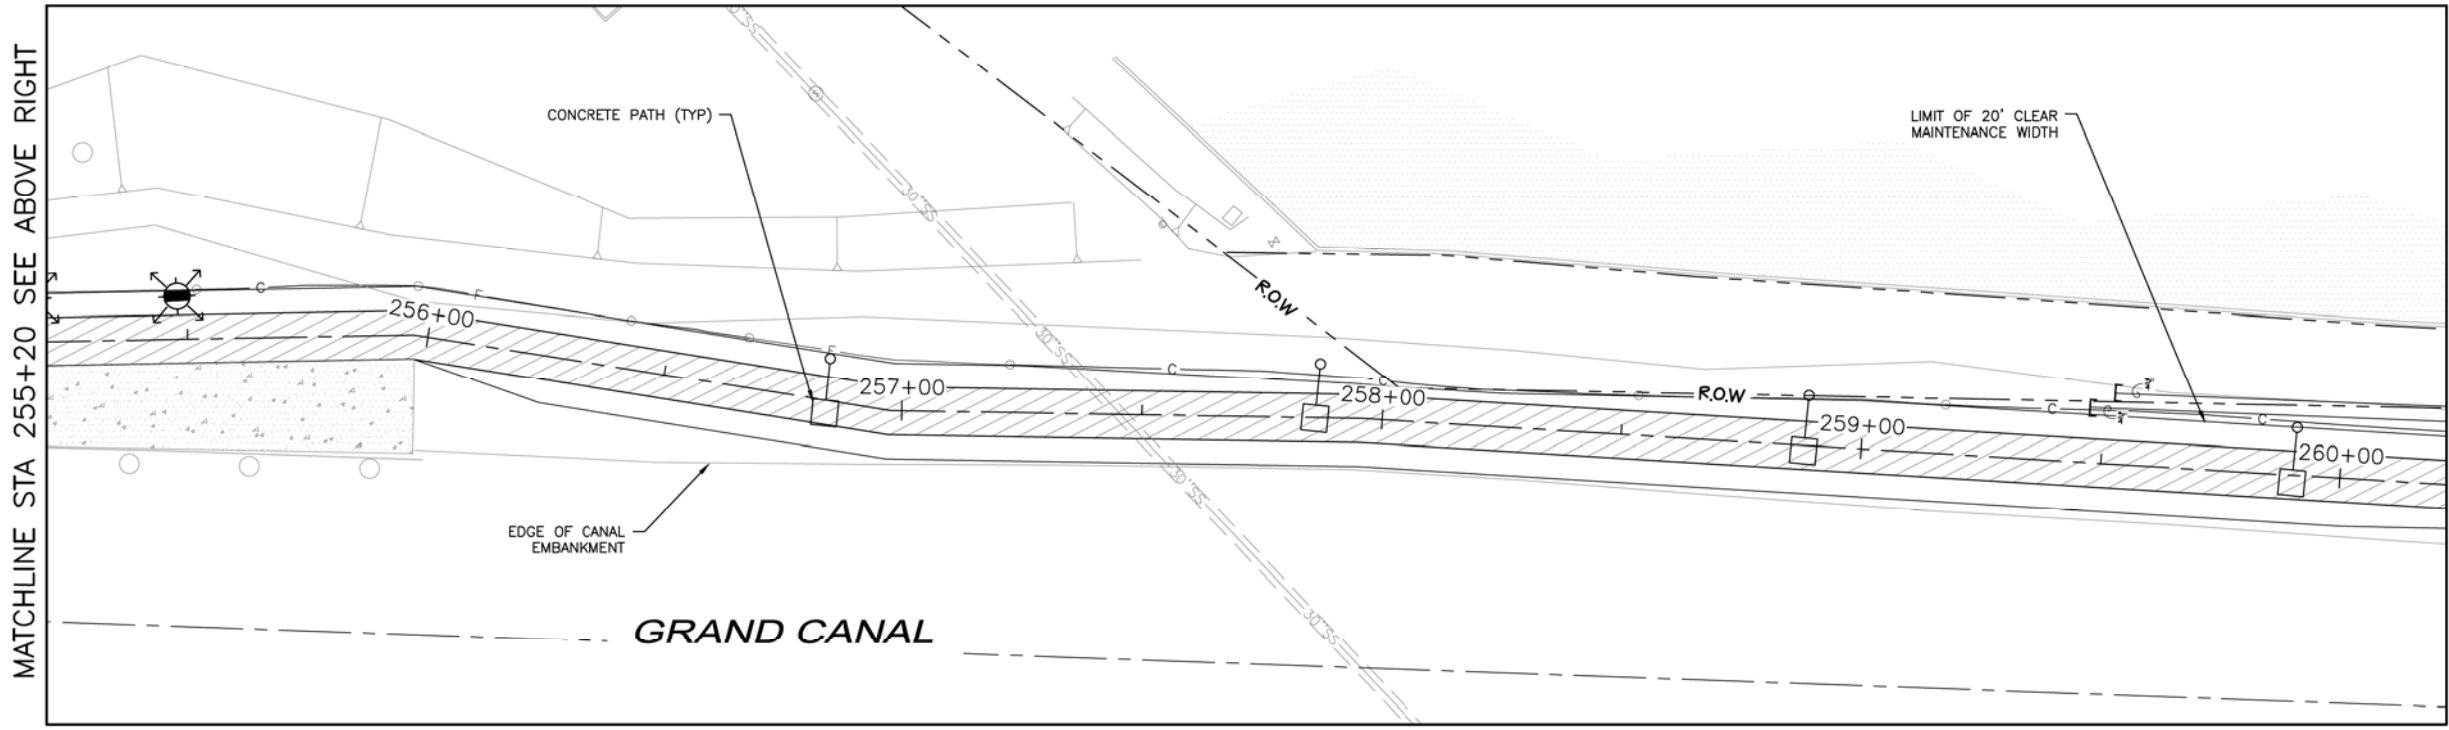 MATCHLINE STA 255+20 SEE ABOVE RIGHT
CONCRETE PATH (TYP)
LIMIT OF 20' CLEAR
MAINTENANCE WIDTH
30"SS
30"SS
30"SS
30"SS
30"SS
R.O.W
R.O.W
C
F
F
C
C
C
C
G
G
256+00
257+00
258+00
259+00
260+00
EDGE OF CANAL
EMBANKMENT
GRAND CANAL